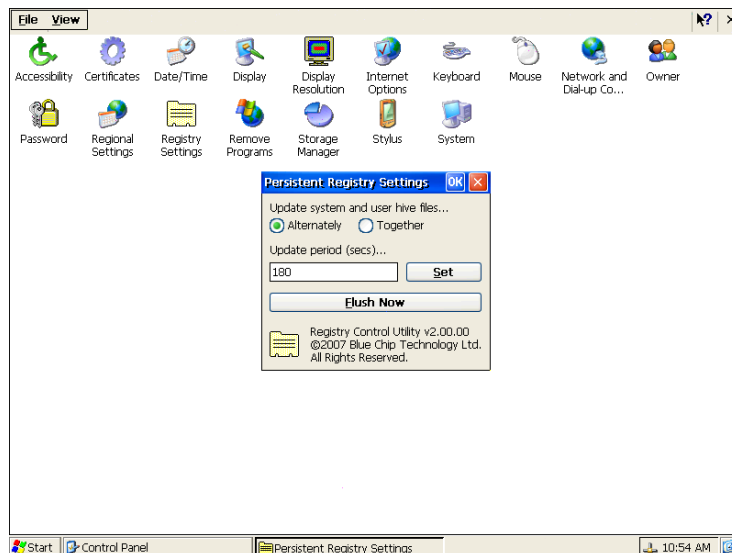 File View
Accessibility Certificates Date/Time Display Display Resolution Internet Options Keyboard Mouse Network and Dial-up Co... Owner
Password Regional Settings Registry Settings Remove Programs Storage Manager Stylus System
Persistent Registry Settings OK
Update system and user hive files...
Alternately Together
Update period (secs)...
180 Set
Flush Now
Registry Control Utility v2.00.00
©2007 Blue Chip Technology Ltd.
All Rights Reserved.
Start Control Panel Persistent Registry Settings 10:54 AM